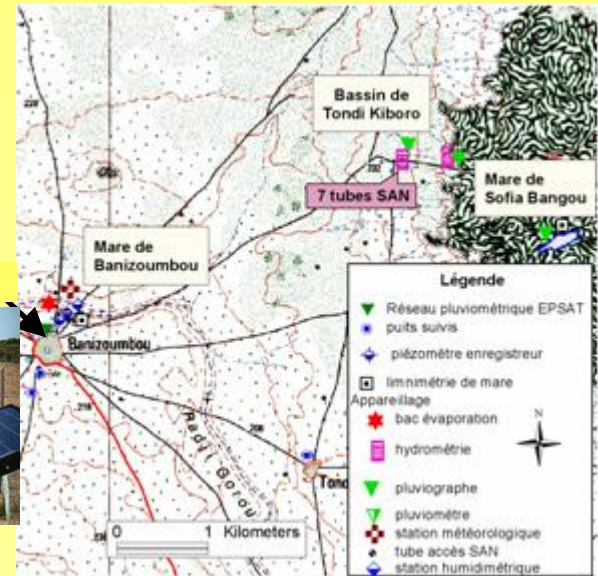 Bassin de
Tondi Kiboro
7 tubes SAN
Mare de
Sofia Bangou
Mare de
Banizoumbou
Banizoumbou
Radji Gorou
0 1 Kilometers
Légende
Réseau pluviométrique EPSAT
puits suivis
piézomètre enregistreur
limnimétrie de mare
Appareillage
bac évaporation
hydrométrie
N
pluviographe
pluviomètre
station météorologique
tube accès SAN
station humidimétrique